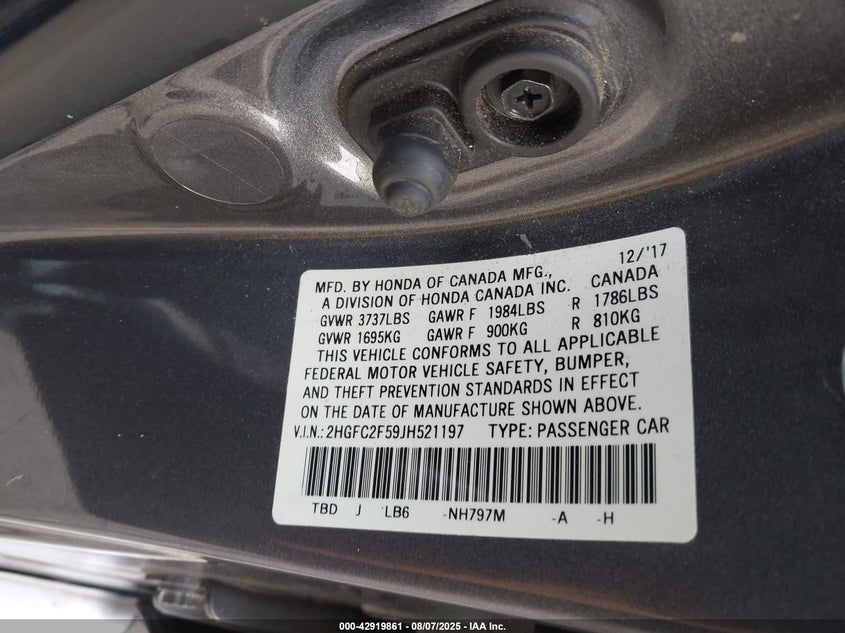 12/'17
MFD. BY HONDA OF CANADA MFG., CANADA
A DIVISION OF HONDA CANADA INC.
GVWR 3737LBS GAWR F 1984LBS R 1786LBS
GVWR 1695KG GAWR F 900KG R 810KG
THIS VEHICLE CONFORMS TO ALL APPLICABLE
FEDERAL MOTOR VEHICLE SAFETY, BUMPER,
AND THEFT PREVENTION STANDARDS IN EFFECT
ON THE DATE OF MANUFACTURE SHOWN ABOVE.
V.I.N.: 2HGFC2F59JH521197 TYPE: PASSENGER CAR
TBD J LB6 -NH797M -A -H
000-42919861 - 08/07/2025 - IAA Inc.